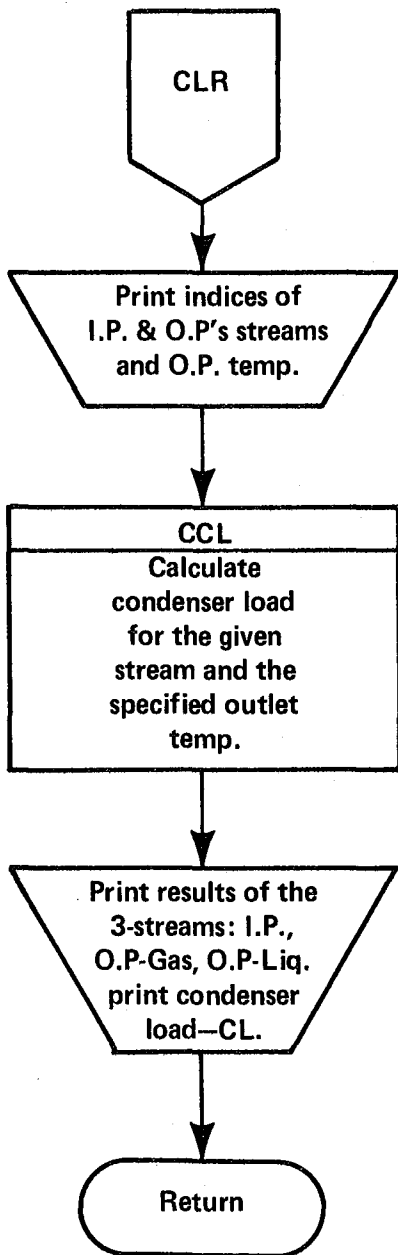 CLR
Print indices of
I.P. & O.P's streams
and O.P. temp.
CCL
Calculate
condenser load
for the given
stream and the
specified outlet
temp.
Print results of the
3-streams: I.P.,
O.P-Gas, O.P-Liq.
print condenser
load—CL.
Return